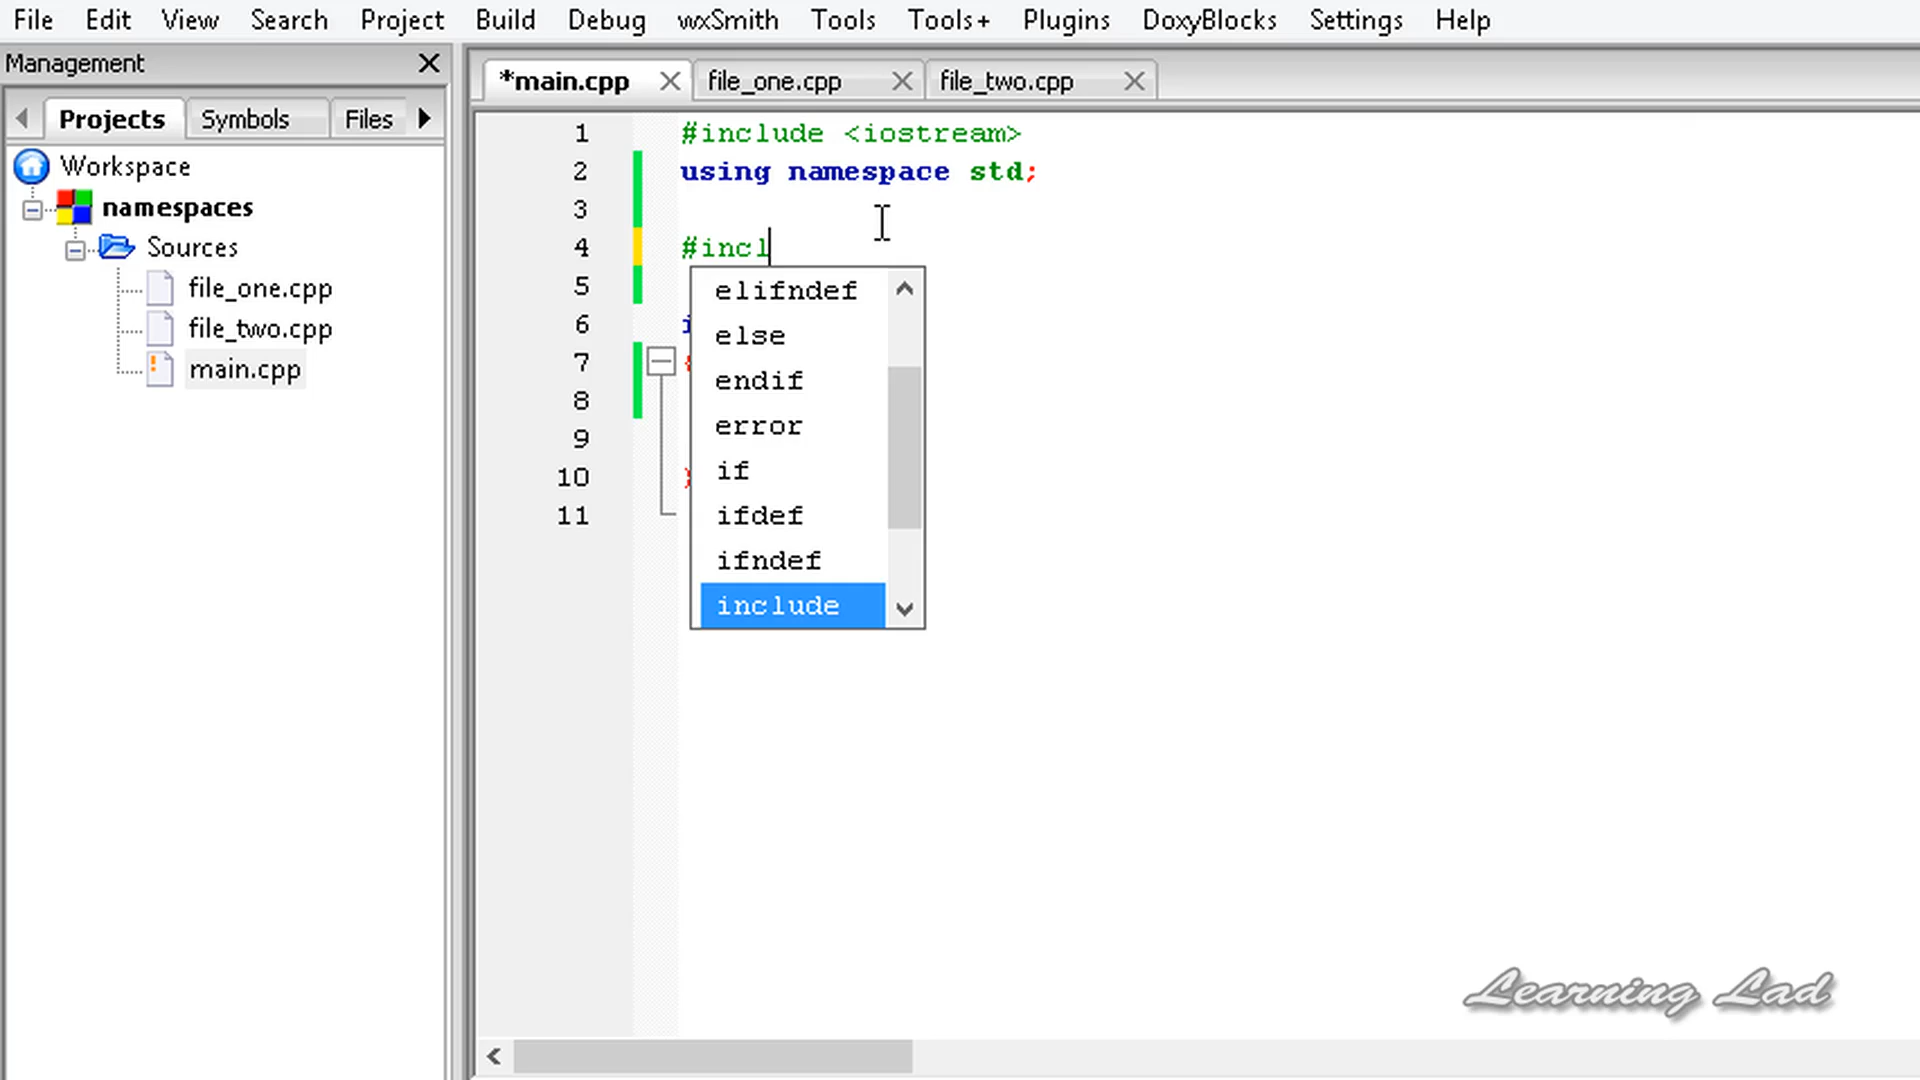 File Edit View Search Project Build Debug wxSmith Tools Tools+ Plugins DoxyBlocks Settings Help
Management
*main.cpp file_one.cpp file_two.cpp
Projects Symbols Files
Workspace
namespaces
Sources
file_one.cpp
file_two.cpp
main.cpp
1 #include <iostream>
2 using namespace std;
3
4 #incl
5
6 i
7
8
9
10 }
11
elifndef
else
endif
error
if
ifdef
ifndef
include
Learning Lad